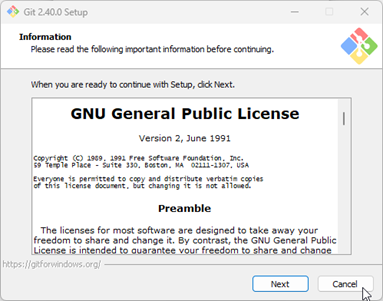 Git 2.40.0 Setup
Information
Please read the following important information before continuing.
When you are ready to continue with Setup, click Next.
GNU General Public License
Version 2, June 1991
Copyright (C) 1989, 1991 Free Software Foundation, Inc.
59 Temple Place - Suite 330, Boston, MA  02111-1307, USA
Everyone is permitted to copy and distribute verbatim copies
of this license document, but changing it is not allowed.
Preamble
The licenses for most software are designed to take away your
freedom to share and change it. By contrast, the GNU General Public
License is intended to guarantee your freedom to share and change
https://gitforwindows.org/
Next
Cancel